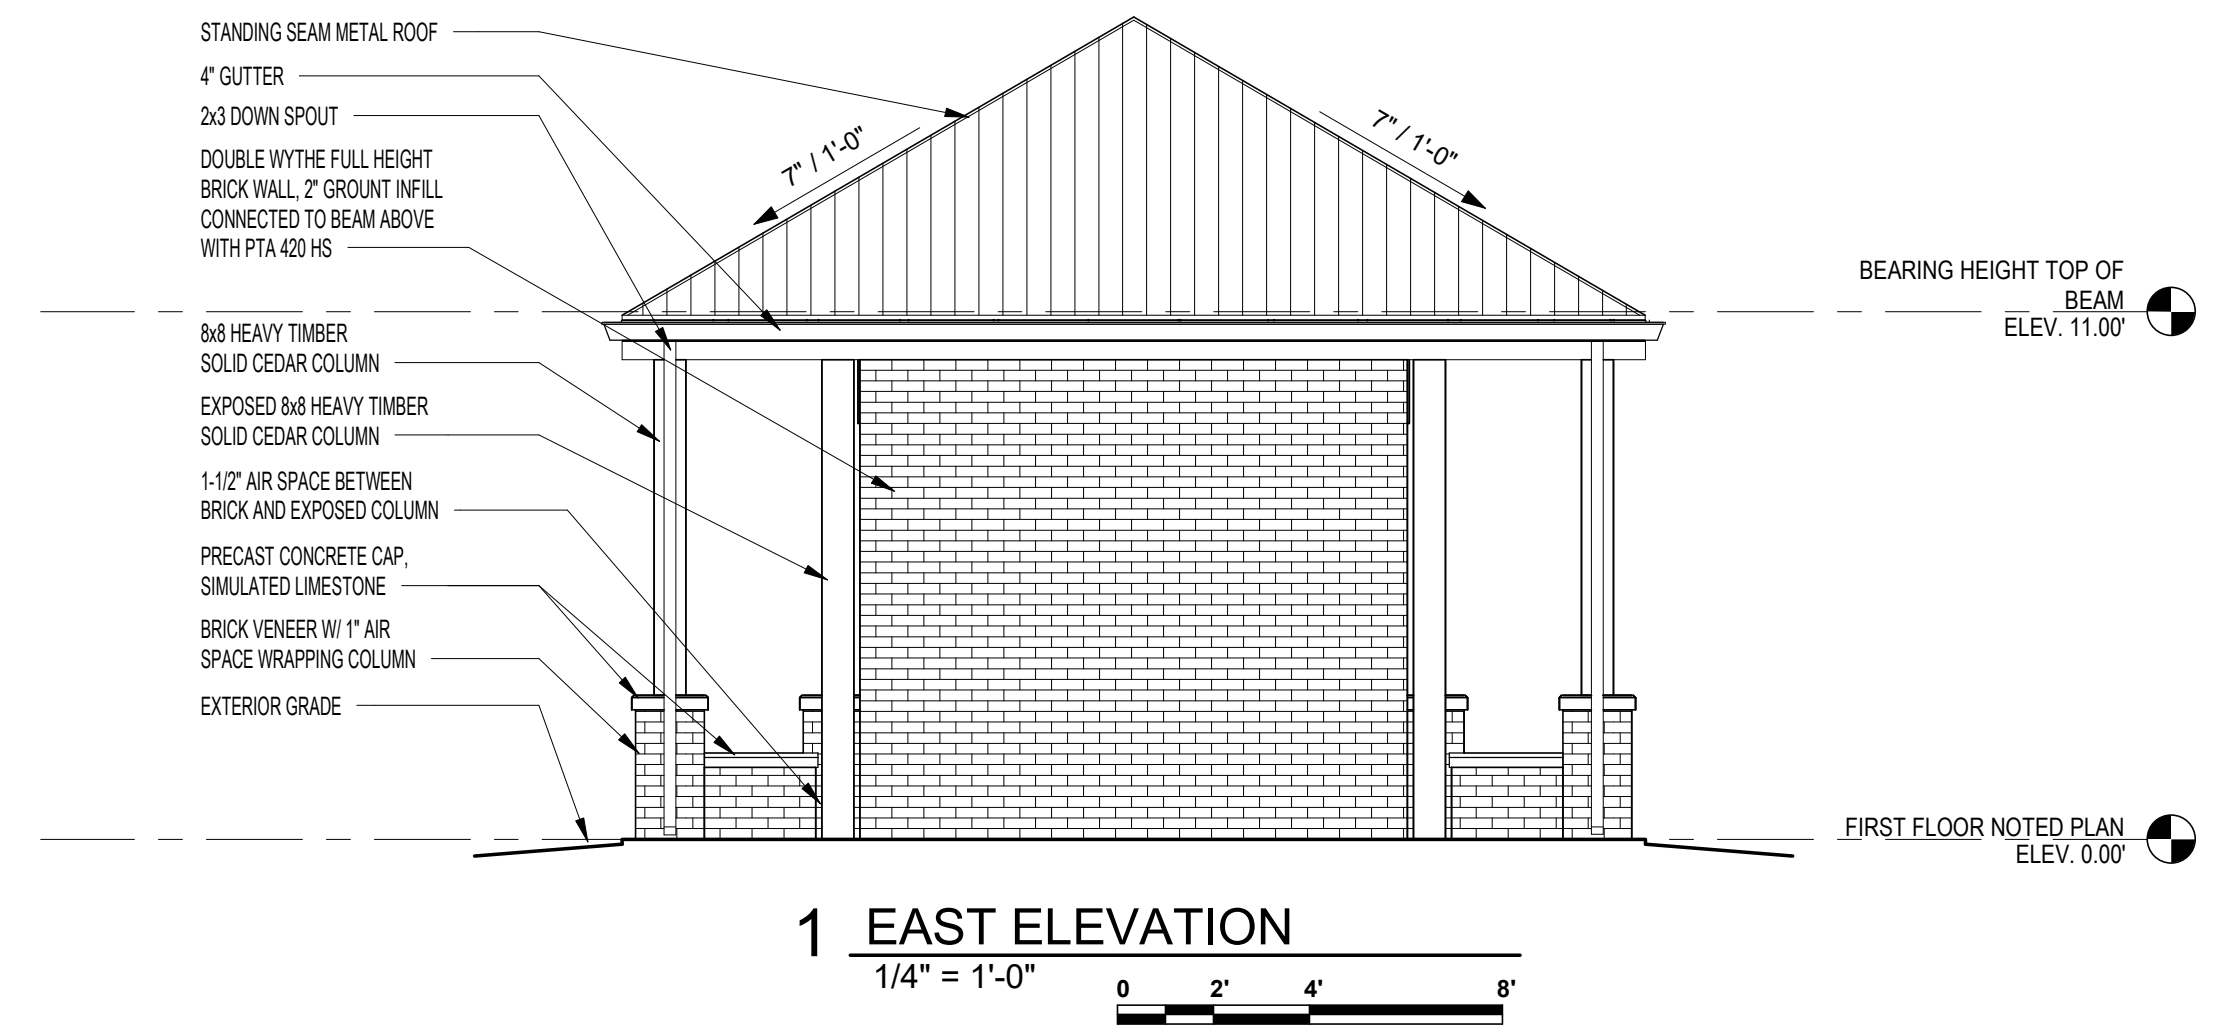 STANDING SEAM METAL ROOF
4" GUTTER
2x3 DOWN SPOUT
DOUBLE WYTHE FULL HEIGHT
BRICK WALL, 2" GROUNT INFILL
CONNECTED TO BEAM ABOVE
WITH PTA 420 HS
8x8 HEAVY TIMBER
SOLID CEDAR COLUMN
EXPOSED 8x8 HEAVY TIMBER
SOLID CEDAR COLUMN
1-1/2" AIR SPACE BETWEEN
BRICK AND EXPOSED COLUMN
PRECAST CONCRETE CAP,
SIMULATED LIMESTONE
BRICK VENEER W/ 1" AIR
SPACE WRAPPING COLUMN
EXTERIOR GRADE
7" / 1'-0"
7" / 1'-0"
BEARING HEIGHT TOP OF
BEAM
ELEV. 11.00'
FIRST FLOOR NOTED PLAN
ELEV. 0.00'
1 EAST ELEVATION
1/4" = 1'-0"
0 2' 4' 8'